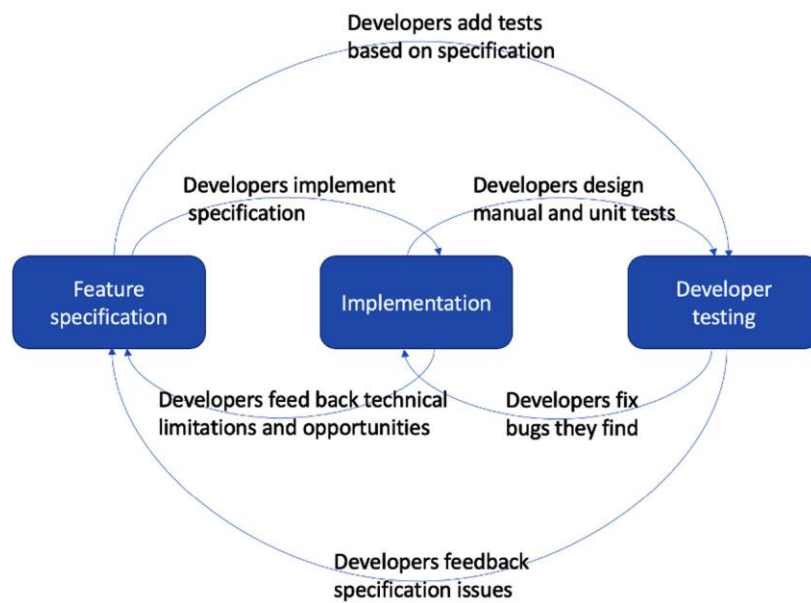 Developers add tests
based on specification
Developers implement
specification
Developers design
manual and unit tests
Feature
specification
Implementation
Developer
testing
Developers feed back technical
limitations and opportunities
Developers fix
bugs they find
Developers feedback
specification issues